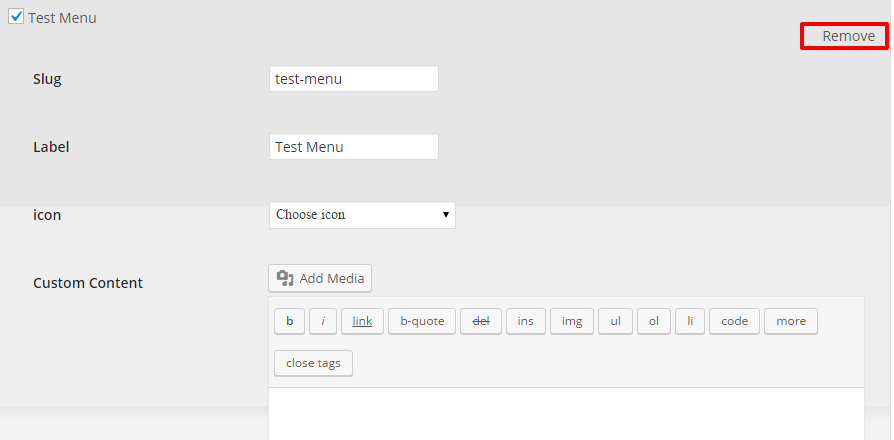 Test Menu
Remove
Slug
test-menu
Label
Test Menu
icon
Choose icon
Custom Content
Add Media
b i link b-quote del ins img ul ol li code more
close tags